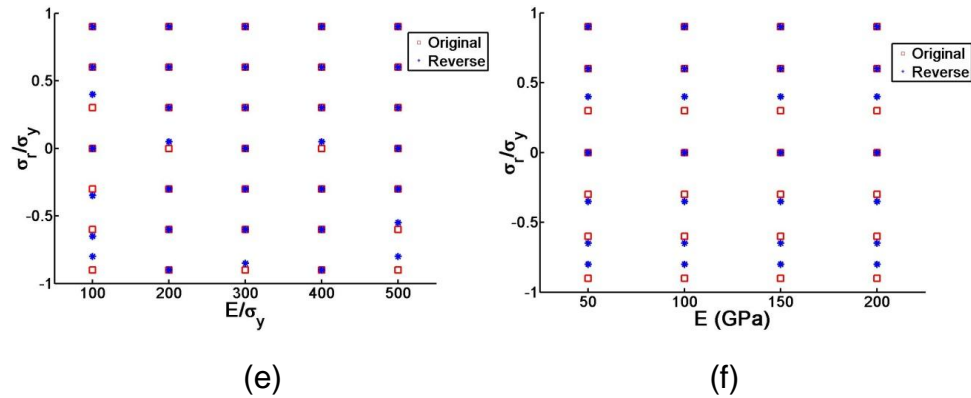 1
0.5
0
-0.5
-1
σr/σy
100 200 300 400 500
E/σy
Original
Reverse
(e)
1
0.5
0
-0.5
-1
σr/σy
50 100 150 200
E (GPa)
Original
Reverse
(f)